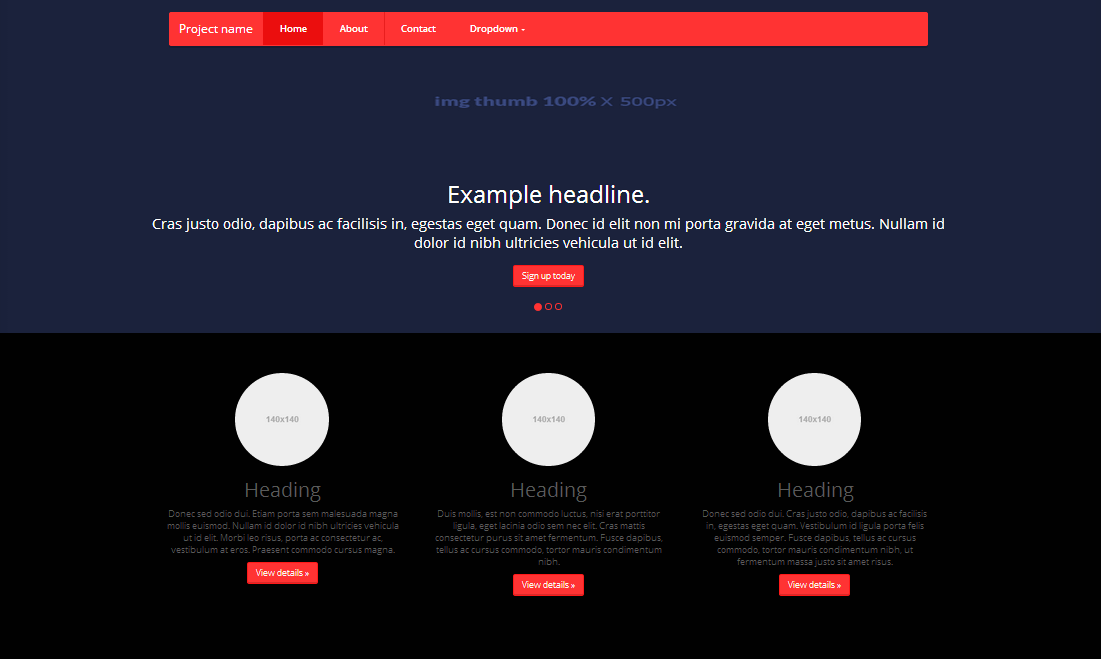 Project name Home About Contact Dropdown
img thumb 100% X 500px
Example headline.
Cras justo odio, dapibus ac facilisis in, egestas eget quam. Donec id elit non mi porta gravida at eget metus. Nullam id
dolor id nibh ultricies vehicula ut id elit.
Sign up today
140x140
Heading
Donec sed odio dui. Etiam porta sem malesuada magna
mollis euismod. Nullam id dolor id nibh ultricies vehicula
ut id elit. Morbi leo risus, porta ac consectetur ac,
vestibulum at eros. Praesent commodo cursus magna.
View details »
140x140
Heading
Duis mollis, est non commodo luctus, nisi erat porttitor
ligula, eget lacinia odio sem nec elit. Cras mattis
consectetur purus sit amet fermentum. Fusce dapibus,
tellus ac cursus commodo, tortor mauris condimentum
nibh.
View details »
140x140
Heading
Donec sed odio dui. Cras justo odio, dapibus ac facilisis
in, egestas eget quam. Vestibulum id ligula porta felis
euismod semper. Fusce dapibus, tellus ac cursus
commodo, tortor mauris condimentum nibh, ut
fermentum massa justo sit amet risus.
View details »